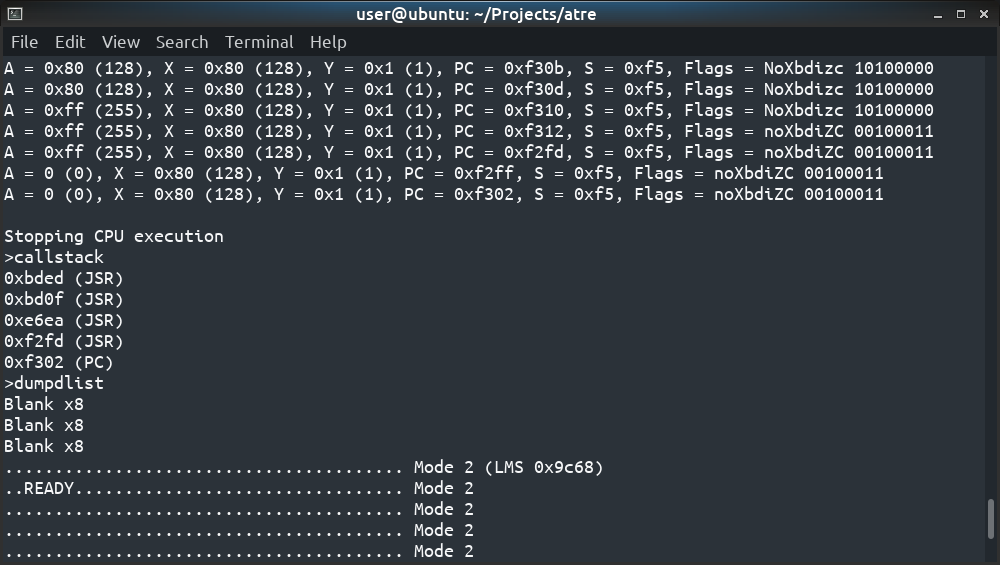 user@ubuntu: ~/Projects/atre
File Edit View Search Terminal Help
A = 0x80 (128), X = 0x80 (128), Y = 0x1 (1), PC = 0xf30b, S = 0xf5, Flags = NoXbdizc 10100000
A = 0x80 (128), X = 0x80 (128), Y = 0x1 (1), PC = 0xf30d, S = 0xf5, Flags = NoXbdizc 10100000
A = 0xff (255), X = 0x80 (128), Y = 0x1 (1), PC = 0xf310, S = 0xf5, Flags = NoXbdizc 10100000
A = 0xff (255), X = 0x80 (128), Y = 0x1 (1), PC = 0xf312, S = 0xf5, Flags = noXbdiZC 00100011
A = 0xff (255), X = 0x80 (128), Y = 0x1 (1), PC = 0xf2fd, S = 0xf5, Flags = noXbdiZC 00100011
A = 0 (0), X = 0x80 (128), Y = 0x1 (1), PC = 0xf2ff, S = 0xf5, Flags = noXbdiZC 00100011
A = 0 (0), X = 0x80 (128), Y = 0x1 (1), PC = 0xf302, S = 0xf5, Flags = noXbdiZC 00100011
Stopping CPU execution
>callstack
0xbded (JSR)
0xbd0f (JSR)
0xe6ea (JSR)
0xf2fd (JSR)
0xf302 (PC)
>dumpdlist
Blank x8
Blank x8
Blank x8
........................................ Mode 2 (LMS 0x9c68)
..READY................................. Mode 2
........................................ Mode 2
........................................ Mode 2
........................................ Mode 2